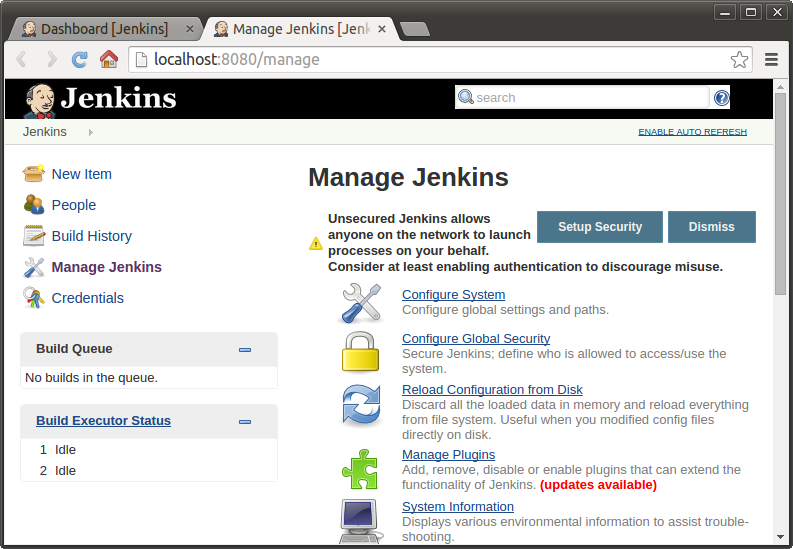 Dashboard [Jenkins]
Manage Jenkins [Jenk
localhost:8080/manage
Jenkins
search
Jenkins
ENABLE AUTO REFRESH
New Item
People
Build History
Manage Jenkins
Credentials
Build Queue
No builds in the queue.
Build Executor Status
1 Idle
2 Idle
Manage Jenkins
Unsecured Jenkins allows
anyone on the network to launch
processes on your behalf.
Consider at least enabling authentication to discourage misuse.
Setup Security
Dismiss
Configure System
Configure global settings and paths.
Configure Global Security
Secure Jenkins; define who is allowed to access/use the
system.
Reload Configuration from Disk
Discard all the loaded data in memory and reload everything
from file system. Useful when you modified config files
directly on disk.
Manage Plugins
Add, remove, disable or enable plugins that can extend the
functionality of Jenkins. (updates available)
System Information
Displays various environmental information to assist trouble-
shooting.